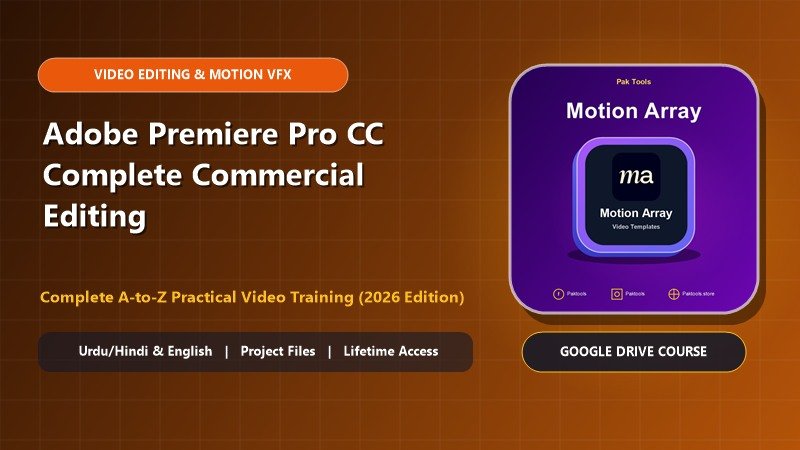 VIDEO EDITING & MOTION VFX
Adobe Premiere Pro CC
Complete Commercial
Editing
Complete A-to-Z Practical Video Training (2026 Edition)
Urdu/Hindi & English | Project Files | Lifetime Access
Pak Tools
Motion Array
ma
Motion Array
Video Templates
f Paktools
Paktools
Paktools.store
GOOGLE DRIVE COURSE